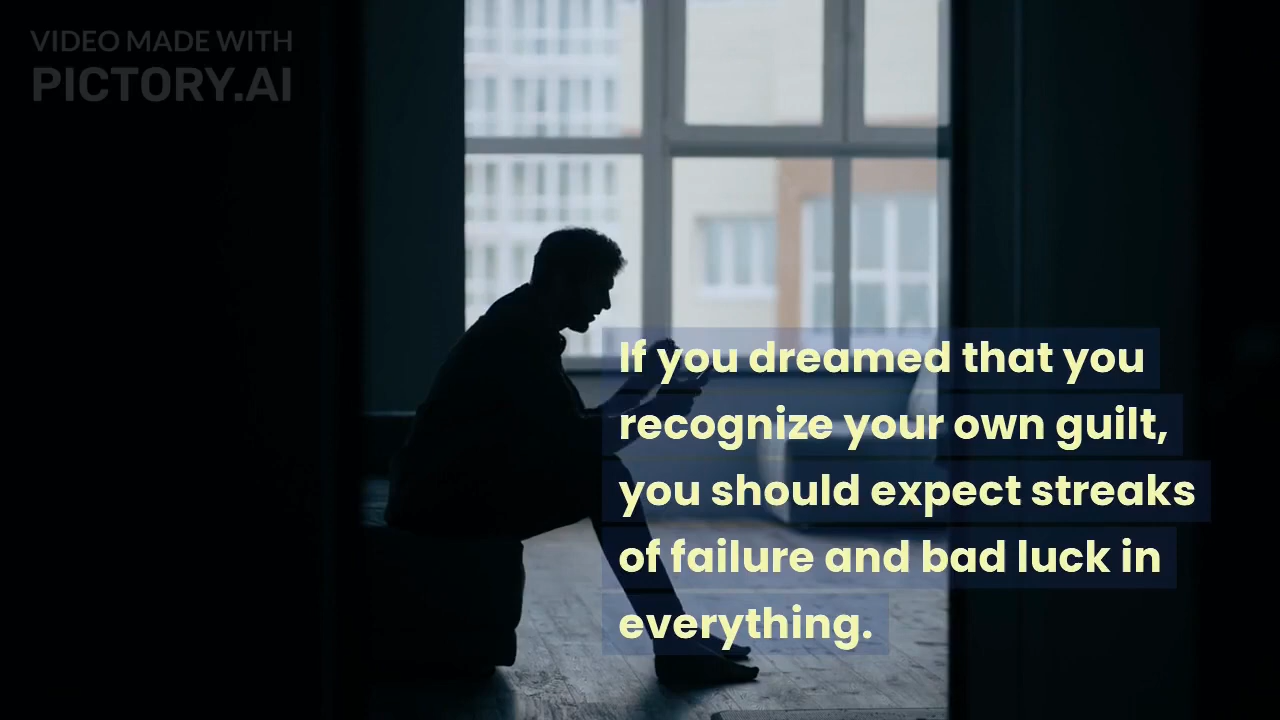 VIDEO MADE WITH
PICTORY.AI
If you dreamed that you
recognize your own guilt,
you should expect streaks
of failure and bad luck in
everything.